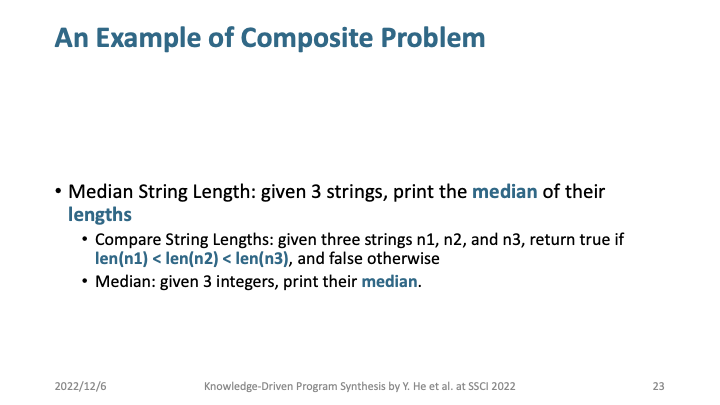 An Example of Composite Problem
• Median String Length: given 3 strings, print the median of their
lengths
• Compare String Lengths: given three strings n1, n2, and n3, return true if
len(n1) < len(n2) < len(n3), and false otherwise
• Median: given 3 integers, print their median.
2022/12/6 Knowledge-Driven Program Synthesis by Y. He et al. at SSCI 2022 23